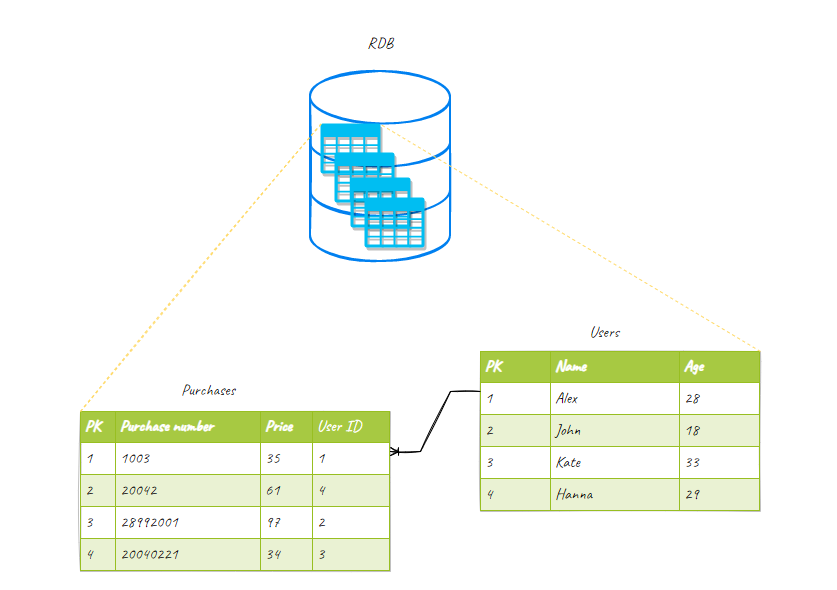 RDB
Users
PK Name Age
1 Alex 28
2 John 18
3 Kate 33
4 Hanna 29
Purchases
PK Purchase number Price User ID
1 1003 35 1
2 20042 61 4
3 28992001 97 2
4 20040221 34 3